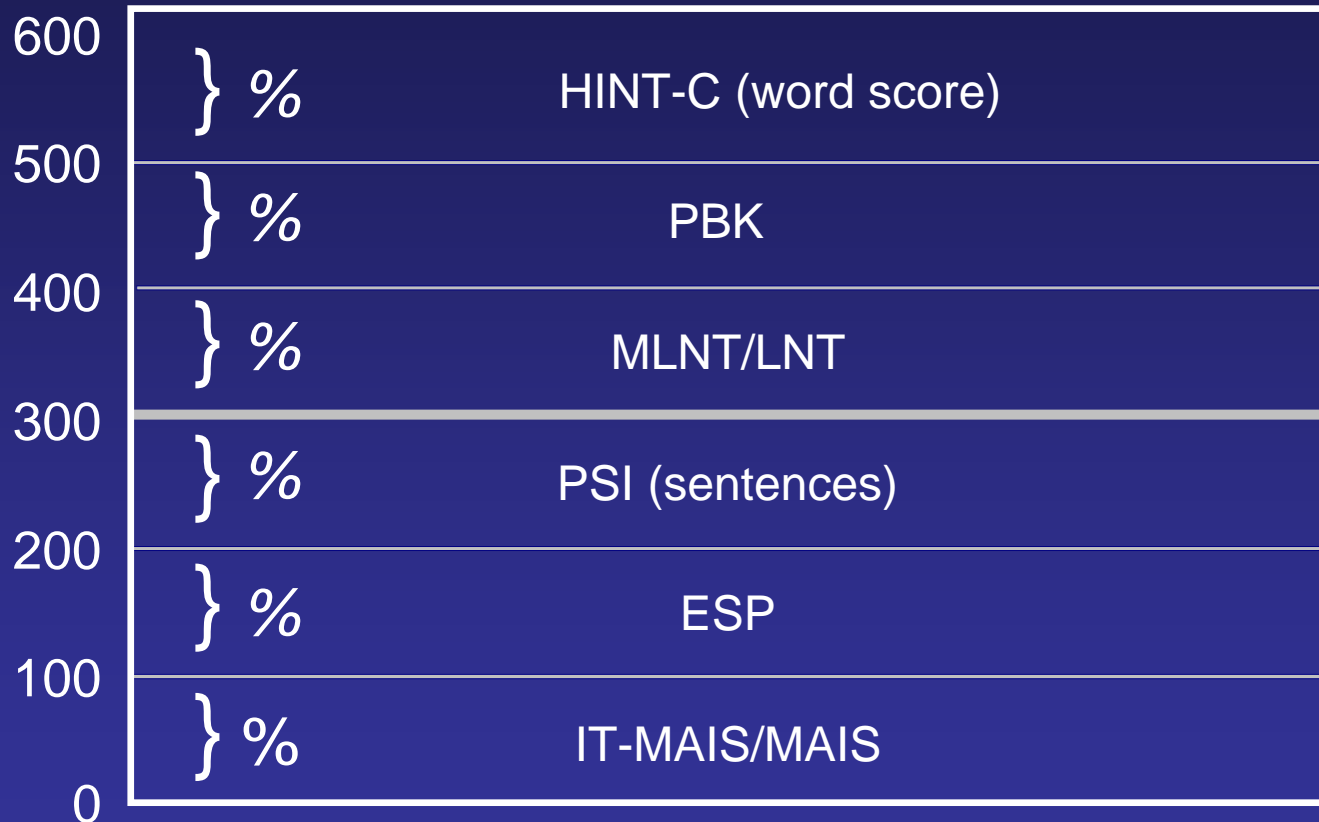 600
} % HINT-C (word score)
500
} % PBK
400
} % MLNT/LNT
300
} % PSI (sentences)
200
} % ESP
100
} % IT-MAIS/MAIS
0